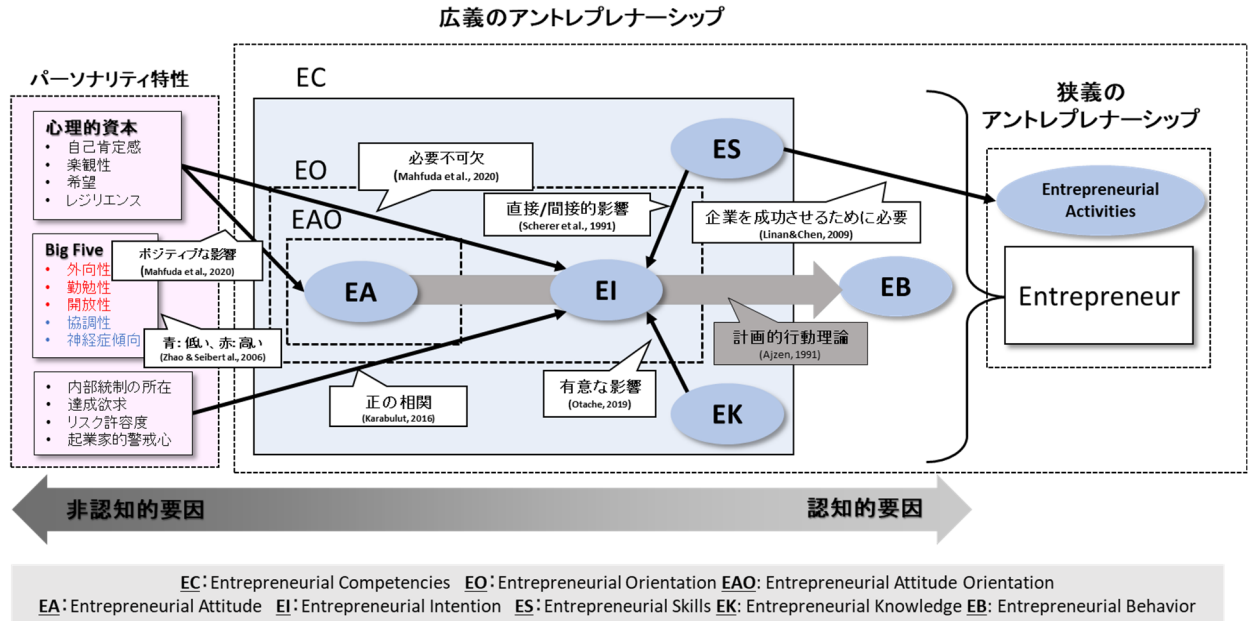 広義のアントレプレナーシップ
パーソナリティ特性
心理的資本
• 自己肯定感
• 楽観性
• 希望
• レジリエンス
Big Five
• 外向性
• 勤勉性
• 開放性
• 協調性
• 神経症傾向
• 内部統制の所在
• 達成欲求
• リスク許容度
• 起業家的警戒心
ポジティブな影響
(Mahfuda et al., 2020)
青: 低い、赤: 高い
(Zhao & Seibert al., 2006)
EC
EO
EAO
必要不可欠
(Mahfuda et al., 2020)
直接/間接的影響
(Scherer et al., 1991)
ES
企業を成功させるために必要
(Linan&Chen, 2009)
EA
EI
EB
計画的行動理論
(Ajzen, 1991)
正の相関
(Karabulut, 2016)
有意な影響
(Otache, 2019)
EK
狭義の
アントレプレナーシップ
Entrepreneurial
Activities
Entrepreneur
非認知的要因
認知的要因
EC：Entrepreneurial Competencies EO：Entrepreneurial Orientation EAO: Entrepreneurial Attitude Orientation
EA：Entrepreneurial Attitude EI：Entrepreneurial Intention ES：Entrepreneurial Skills EK: Entrepreneurial Knowledge EB: Entrepreneurial Behavior